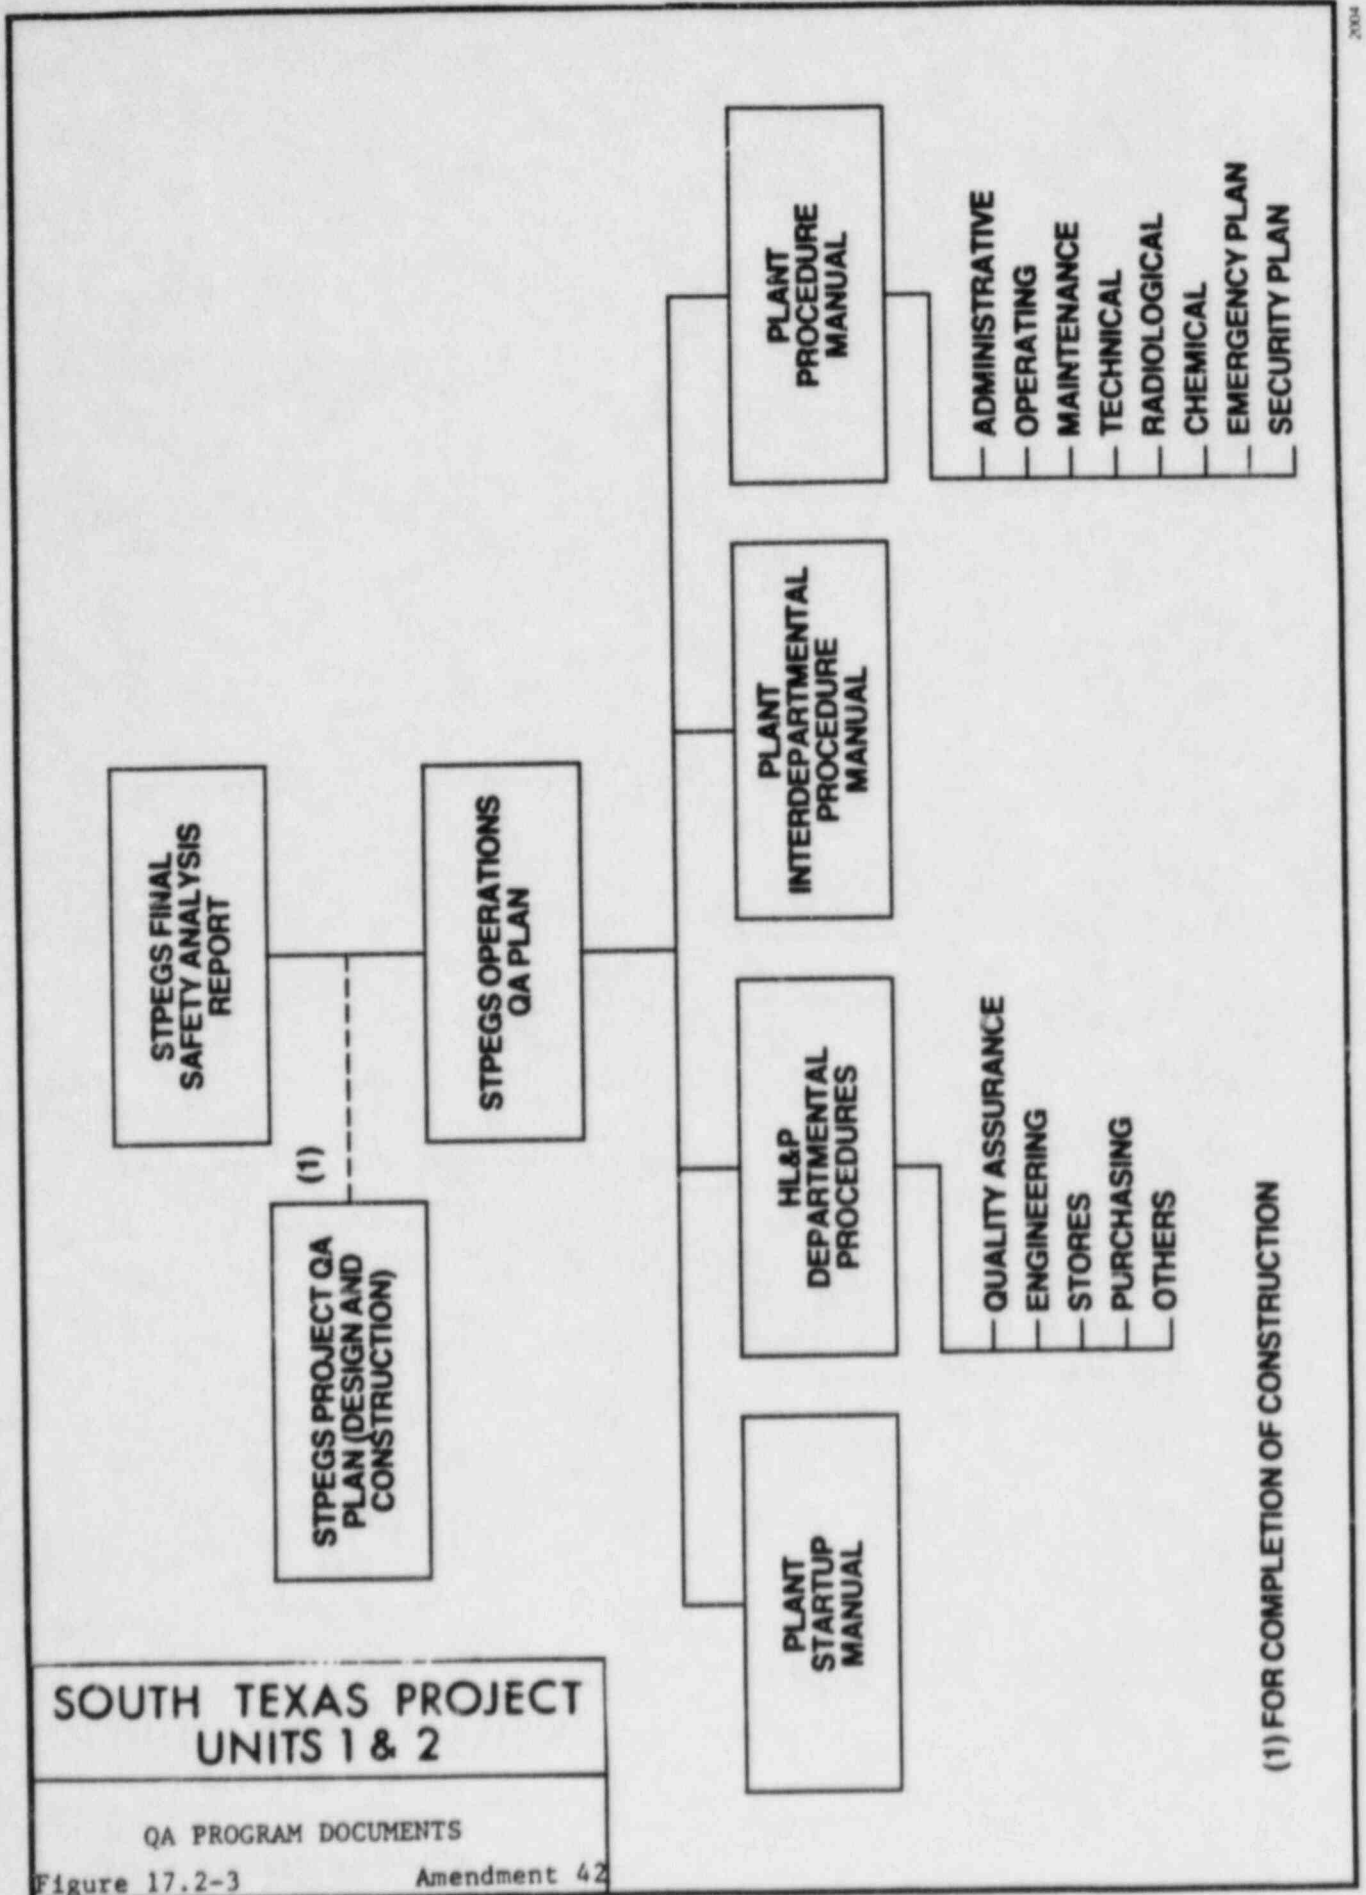 2004
STPEGS FINAL
SAFETY ANALYSIS
REPORT
(1)
STPEGS PROJECT QA
PLAN (DESIGN AND
CONSTRUCTION)
STPEGS OPERATIONS
QA PLAN
PLANT
STARTUP
MANUAL
HL&P
DEPARTMENTAL
PROCEDURES
QUALITY ASSURANCE
ENGINEERING
STORES
PURCHASING
OTHERS
PLANT
INTERDEPARTMENTAL
PROCEDURE
MANUAL
PLANT
PROCEDURE
MANUAL
ADMINISTRATIVE
OPERATING
MAINTENANCE
TECHNICAL
RADIOLOGICAL
CHEMICAL
EMERGENCY PLAN
SECURITY PLAN
(1) FOR COMPLETION OF CONSTRUCTION
SOUTH TEXAS PROJECT
UNITS 1 & 2
QA PROGRAM DOCUMENTS
Figure 17.2-3 Amendment 42